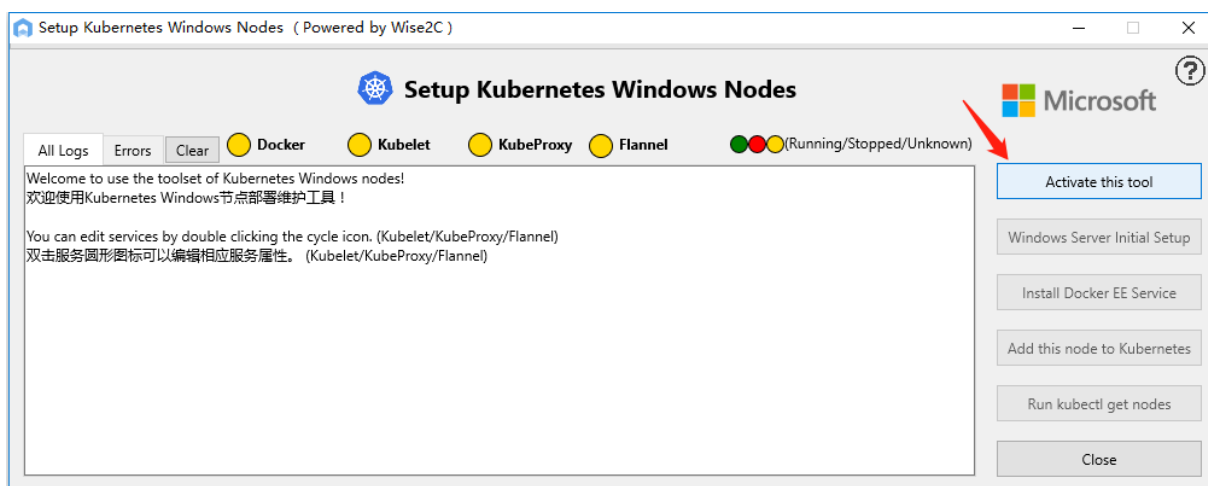 Setup Kubernetes Windows Nodes （Powered by Wise2C）
Setup Kubernetes Windows Nodes
?
Microsoft
All Logs Errors Clear Docker Kubelet KubeProxy Flannel (Running/Stopped/Unknown)
Welcome to use the toolset of Kubernetes Windows nodes!
欢迎使用Kubernetes Windows节点部署维护工具！
You can edit services by double clicking the cycle icon. (Kubelet/KubeProxy/Flannel)
双击服务圆形图标可以编辑相应服务属性。 (Kubelet/KubeProxy/Flannel)
Activate this tool
Windows Server Initial Setup
Install Docker EE Service
Add this node to Kubernetes
Run kubectl get nodes
Close